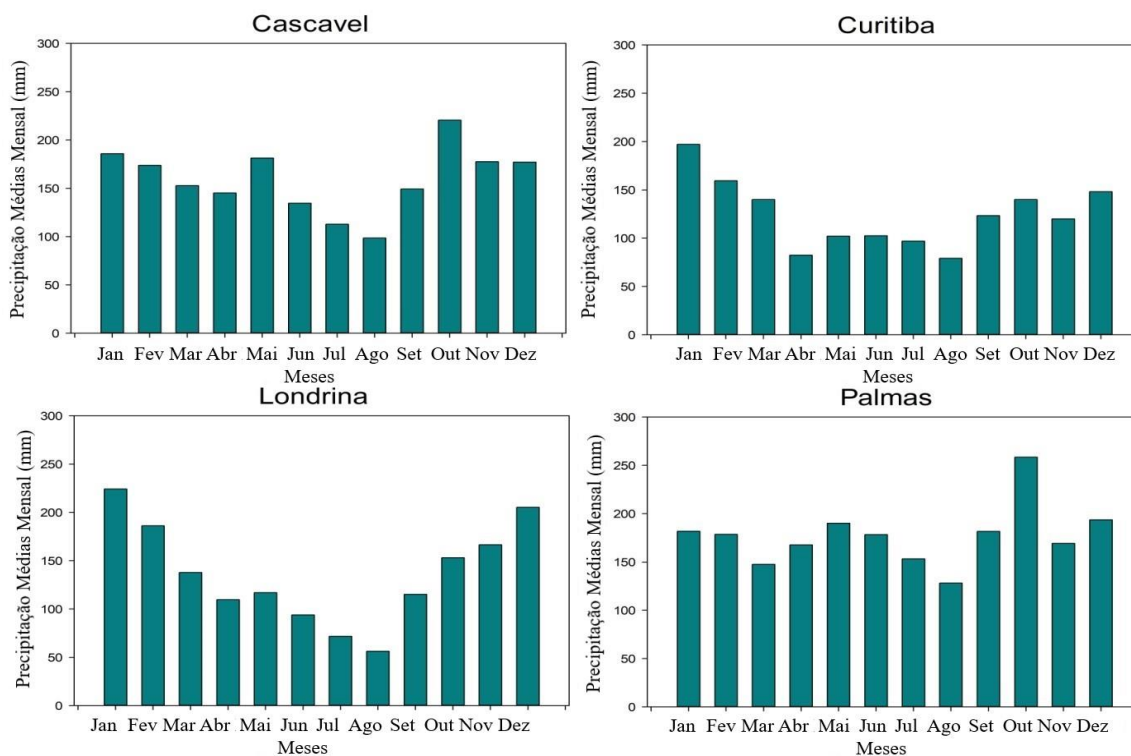 Cascavel
Precipitação Médias Mensal (mm)
300
250
200
150
100
50
0
Jan Fev Mar Abr Mai Jun Jul Ago Set Out Nov Dez
Meses
Curitiba
Precipitação Médias Mensal (mm)
300
250
200
150
100
50
0
Jan Fev Mar Abr Mai Jun Jul Ago Set Out Nov Dez
Meses
Londrina
Precipitação Médias Mensal (mm)
300
250
200
150
100
50
0
Jan Fev Mar Abr Mai Jun Jul Ago Set Out Nov Dez
Meses
Palmas
Precipitação Médias Mensal (mm)
300
250
200
150
100
50
0
Jan Fev Mar Abr Mai Jun Jul Ago Set Out Nov Dez
Meses